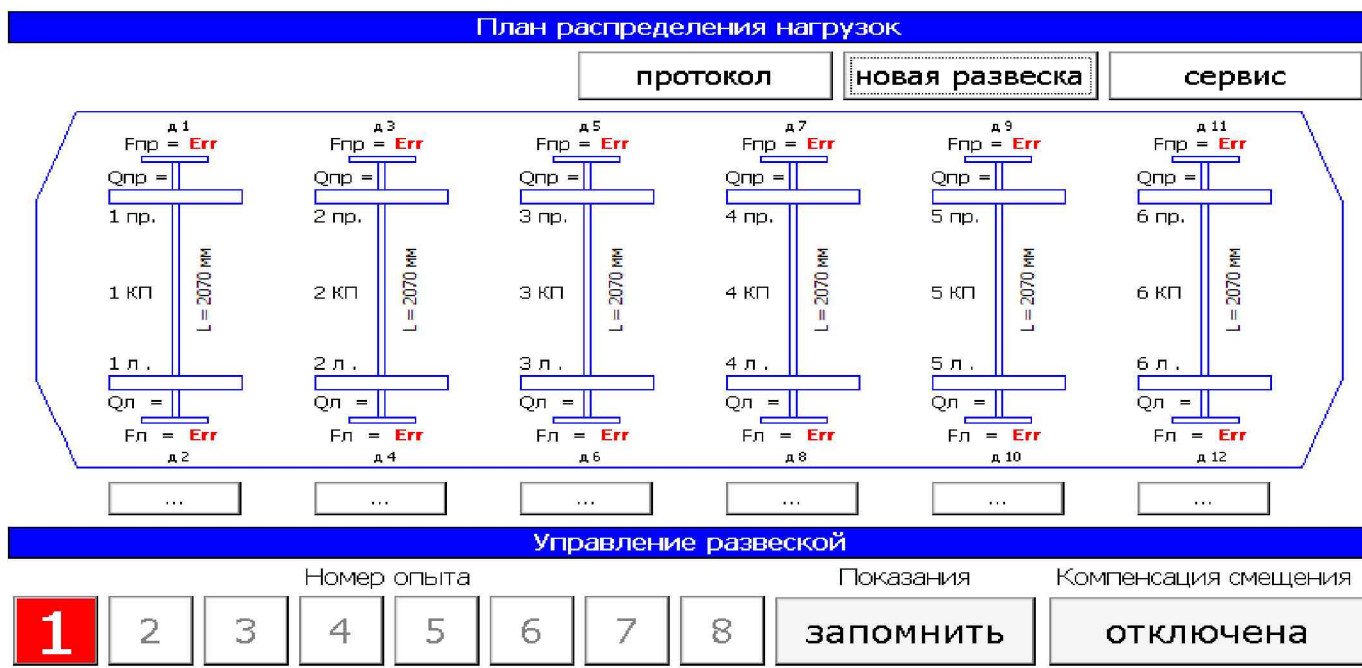 План распределения нагрузок
протокол новая развеска сервис
д 1 д 3 д 5 д 7 д 9 д 11
Fпр = Err Fпр = Err Fпр = Err Fпр = Err Fпр = Err Fпр = Err
Qпр = Qпр = Qпр = Qпр = Qпр = Qпр =
1 пр. 2 пр. 3 пр. 4 пр. 5 пр. 6 пр.
1 КП L = 2070 мм 2 КП L = 2070 мм 3 КП L = 2070 мм 4 КП L = 2070 мм 5 КП L = 2070 мм 6 КП L = 2070 мм
1 л . 2 л . 3 л . 4 л . 5 л . 6 л .
Qл = Qл = Qл = Qл = Qл = Qл =
Fл = Err Fл = Err Fл = Err Fл = Err Fл = Err Fл = Err
д 2 д 4 д 6 д 8 д 10 д 12
... ... ... ... ... ...
Управление развеской
Номер опыта Показания Компенсация смещения
1 2 3 4 5 6 7 8 запомнить отключена